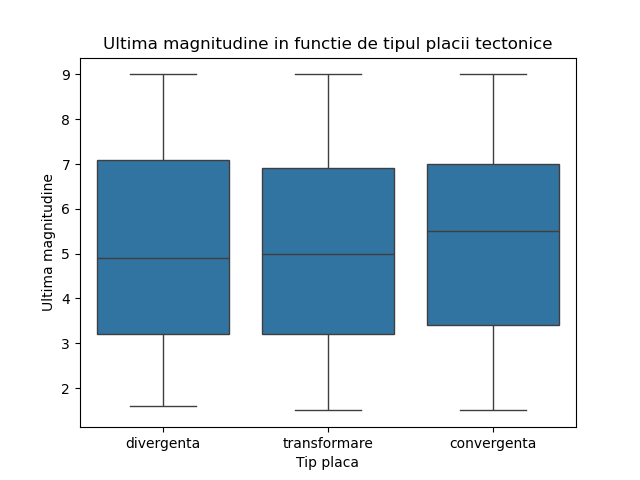 Ultima magnitudine in functie de tipul placii tectonice
Ultima magnitudine
9
8
7
6
5
4
3
2
divergenta
transformare
convergenta
Tip placa